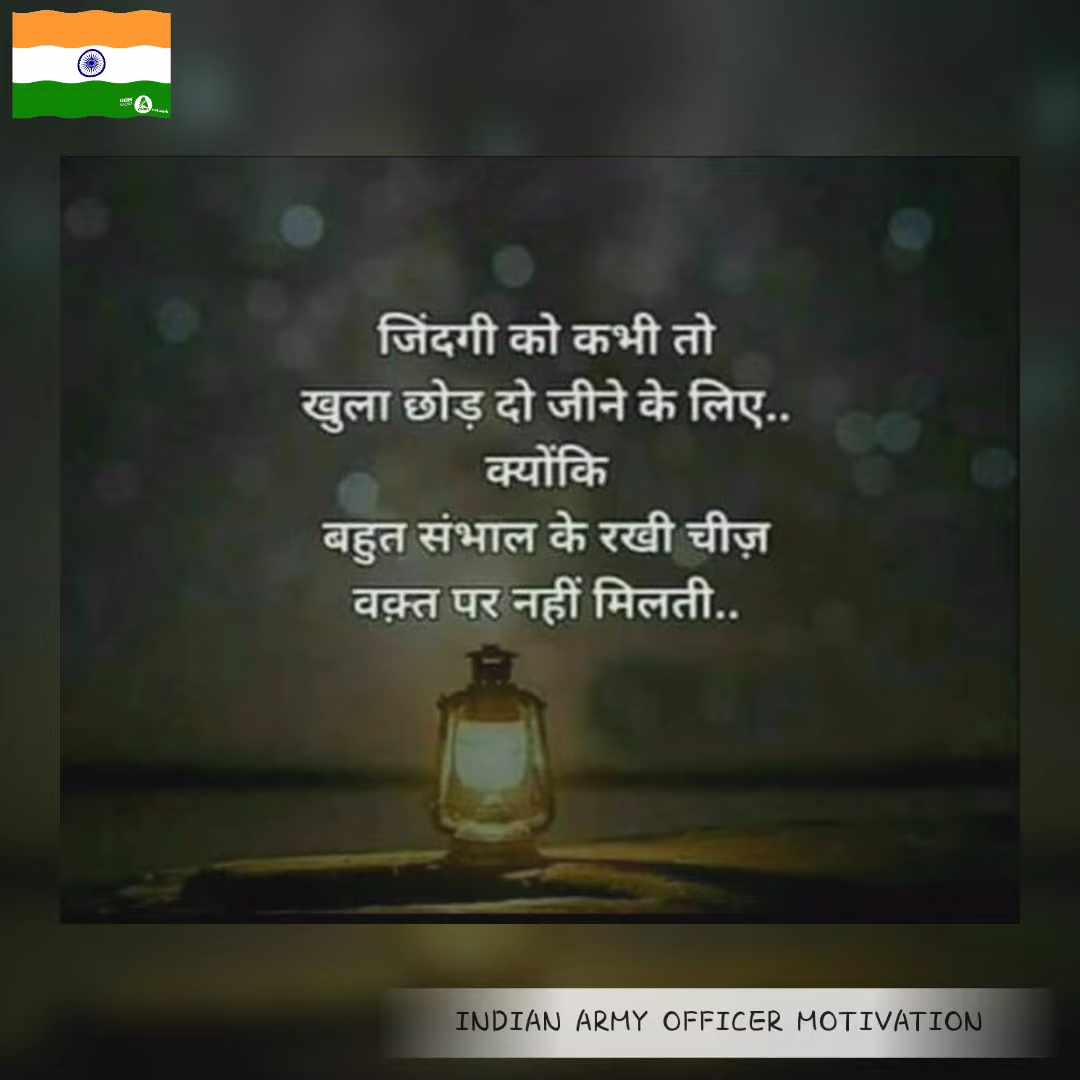 जिंदगी को कभी तो
खुला छोड़ दो जीने के लिए..
क्योंकि
बहुत संभाल के रखी चीज़
वक़्त पर नहीं मिलती..
INDIAN ARMY OFFICER MOTIVATION